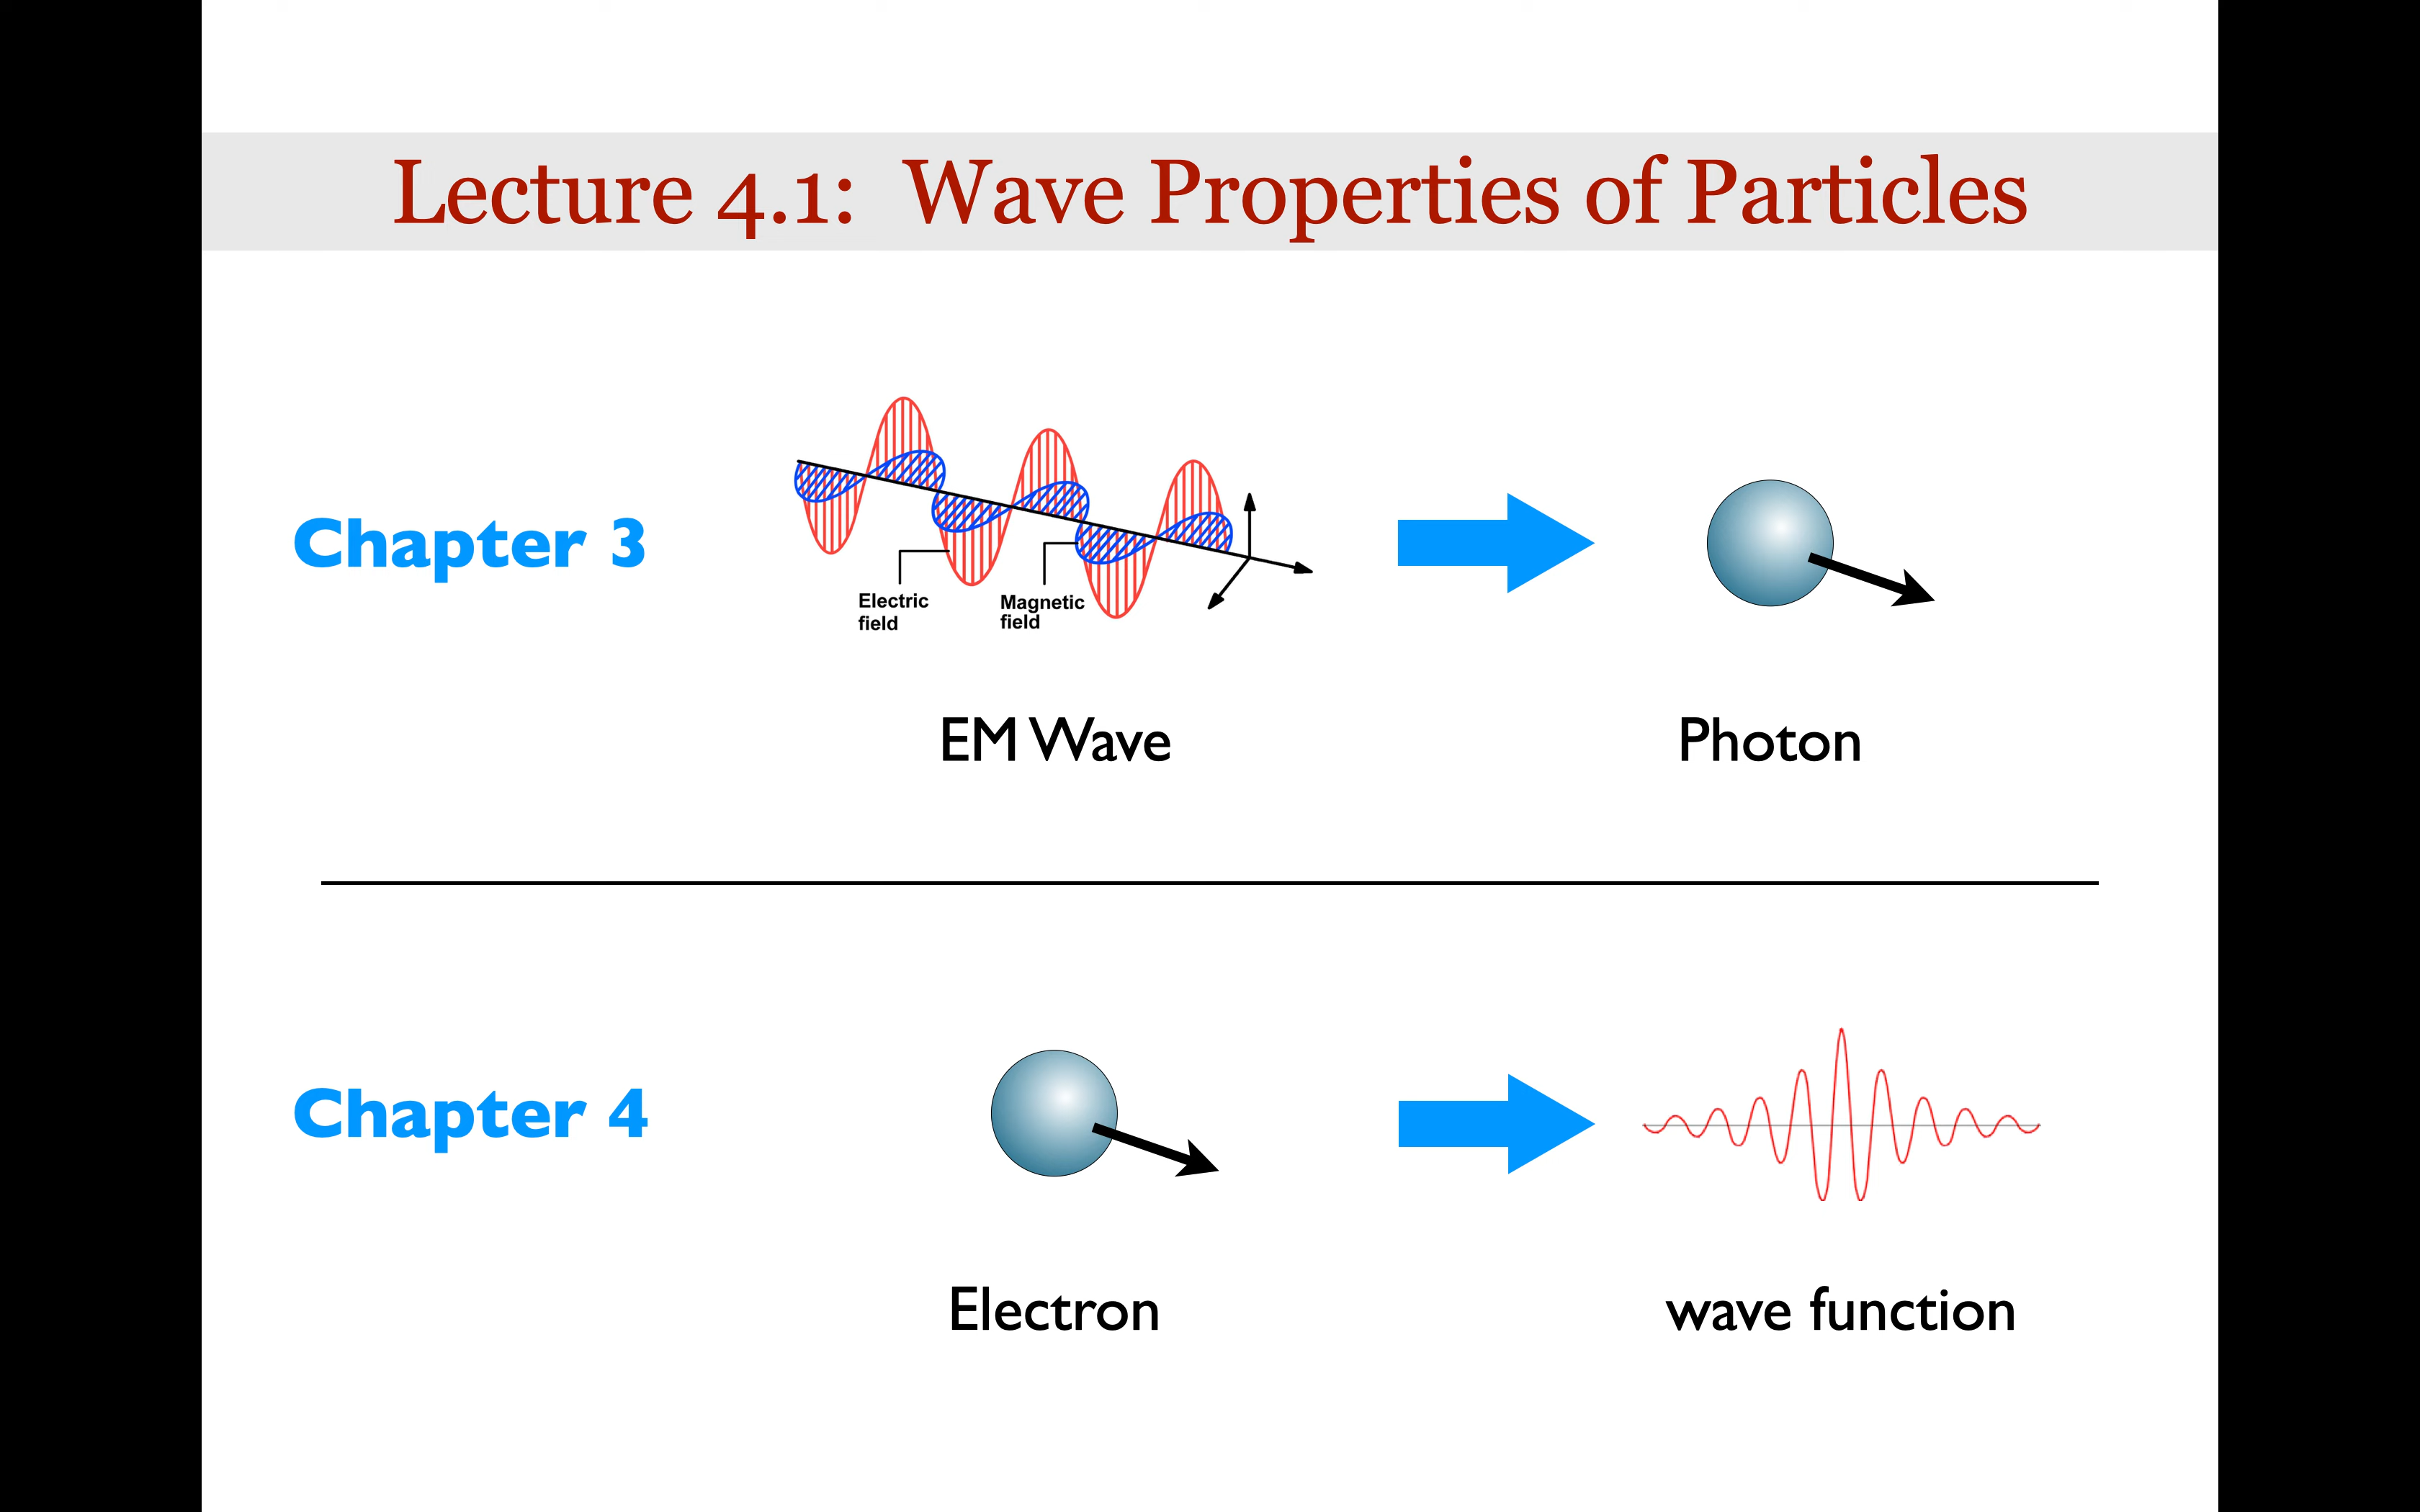 Lecture 4.1: Wave Properties of Particles
Chapter 3
Electric
field
Magnetic
field
EM Wave
Photon
Chapter 4
Electron
wave function